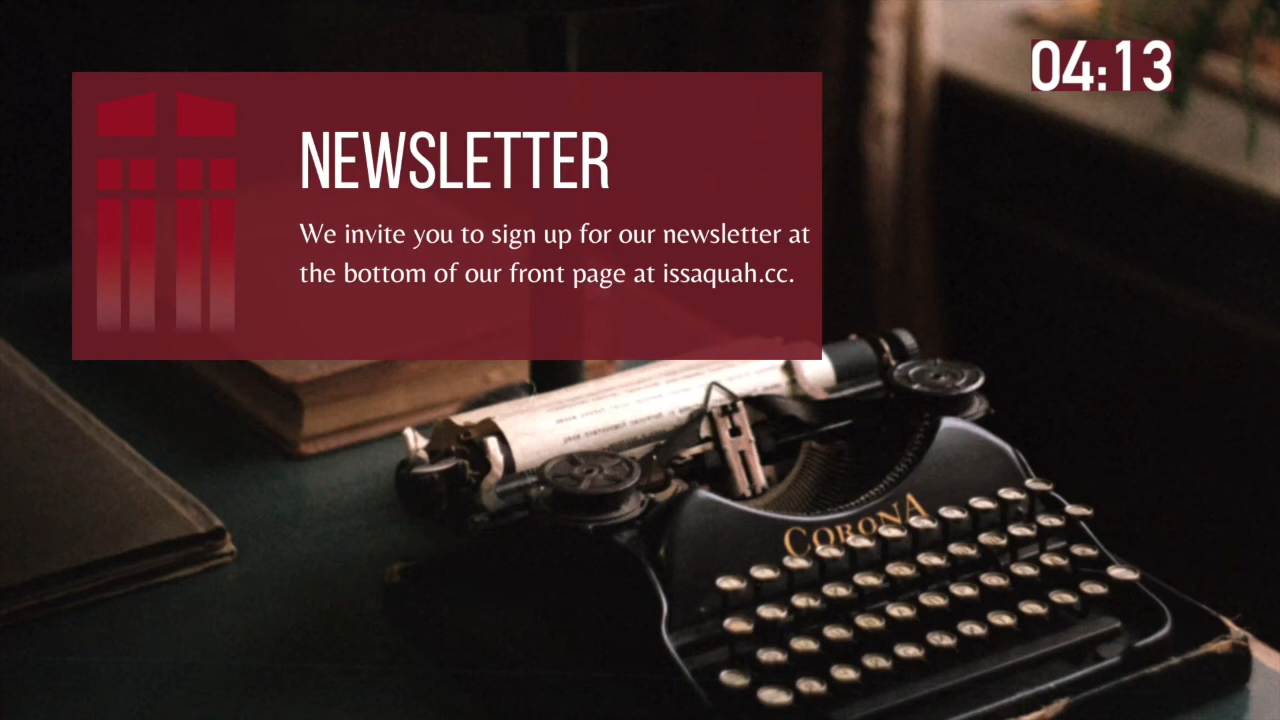 04:13
NEWSLETTER
We invite you to sign up for our newsletter at
the bottom of our front page at issaquah.cc.
CORONA